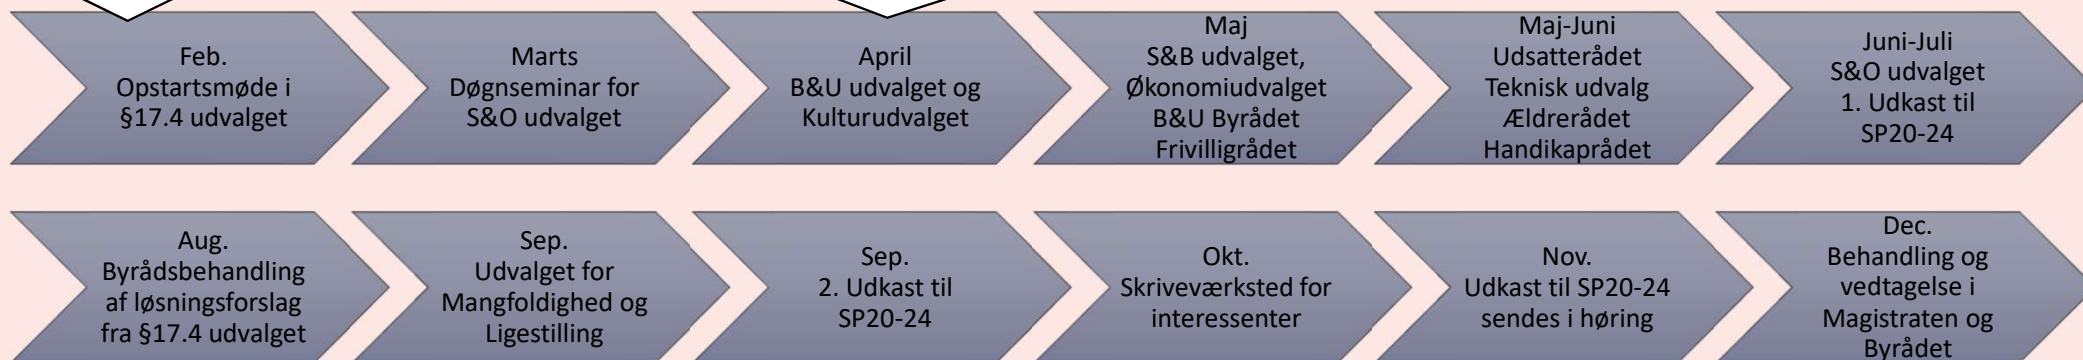 Feb.
Opstartsmøde i
§17.4 udvalget
Marts
Døgnseminar for
S&O udvalget
April
B&U udvalget og
Kulturudvalget
Maj
S&B udvalget,
Økonomiudvalget
B&U Byrådet
Frivilligrådet
Maj-Juni
Udsatterådet
Teknisk udvalg
Ældrerådet
Handikaprådet
Juni-Juli
S&O udvalget
1. Udkast til
SP20-24
Aug.
Byrådsbehandling
af løsningsforslag
fra §17.4 udvalget
Sep.
Udvalget for
Mangfoldighed og
Ligestilling
Sep.
2. Udkast til
SP20-24
Okt.
Skriveværksted for
interessenter
Nov.
Udkast til SP20-24
sendes i høring
Dec.
Behandling og
vedtagelse i
Magistraten og
Byrådet